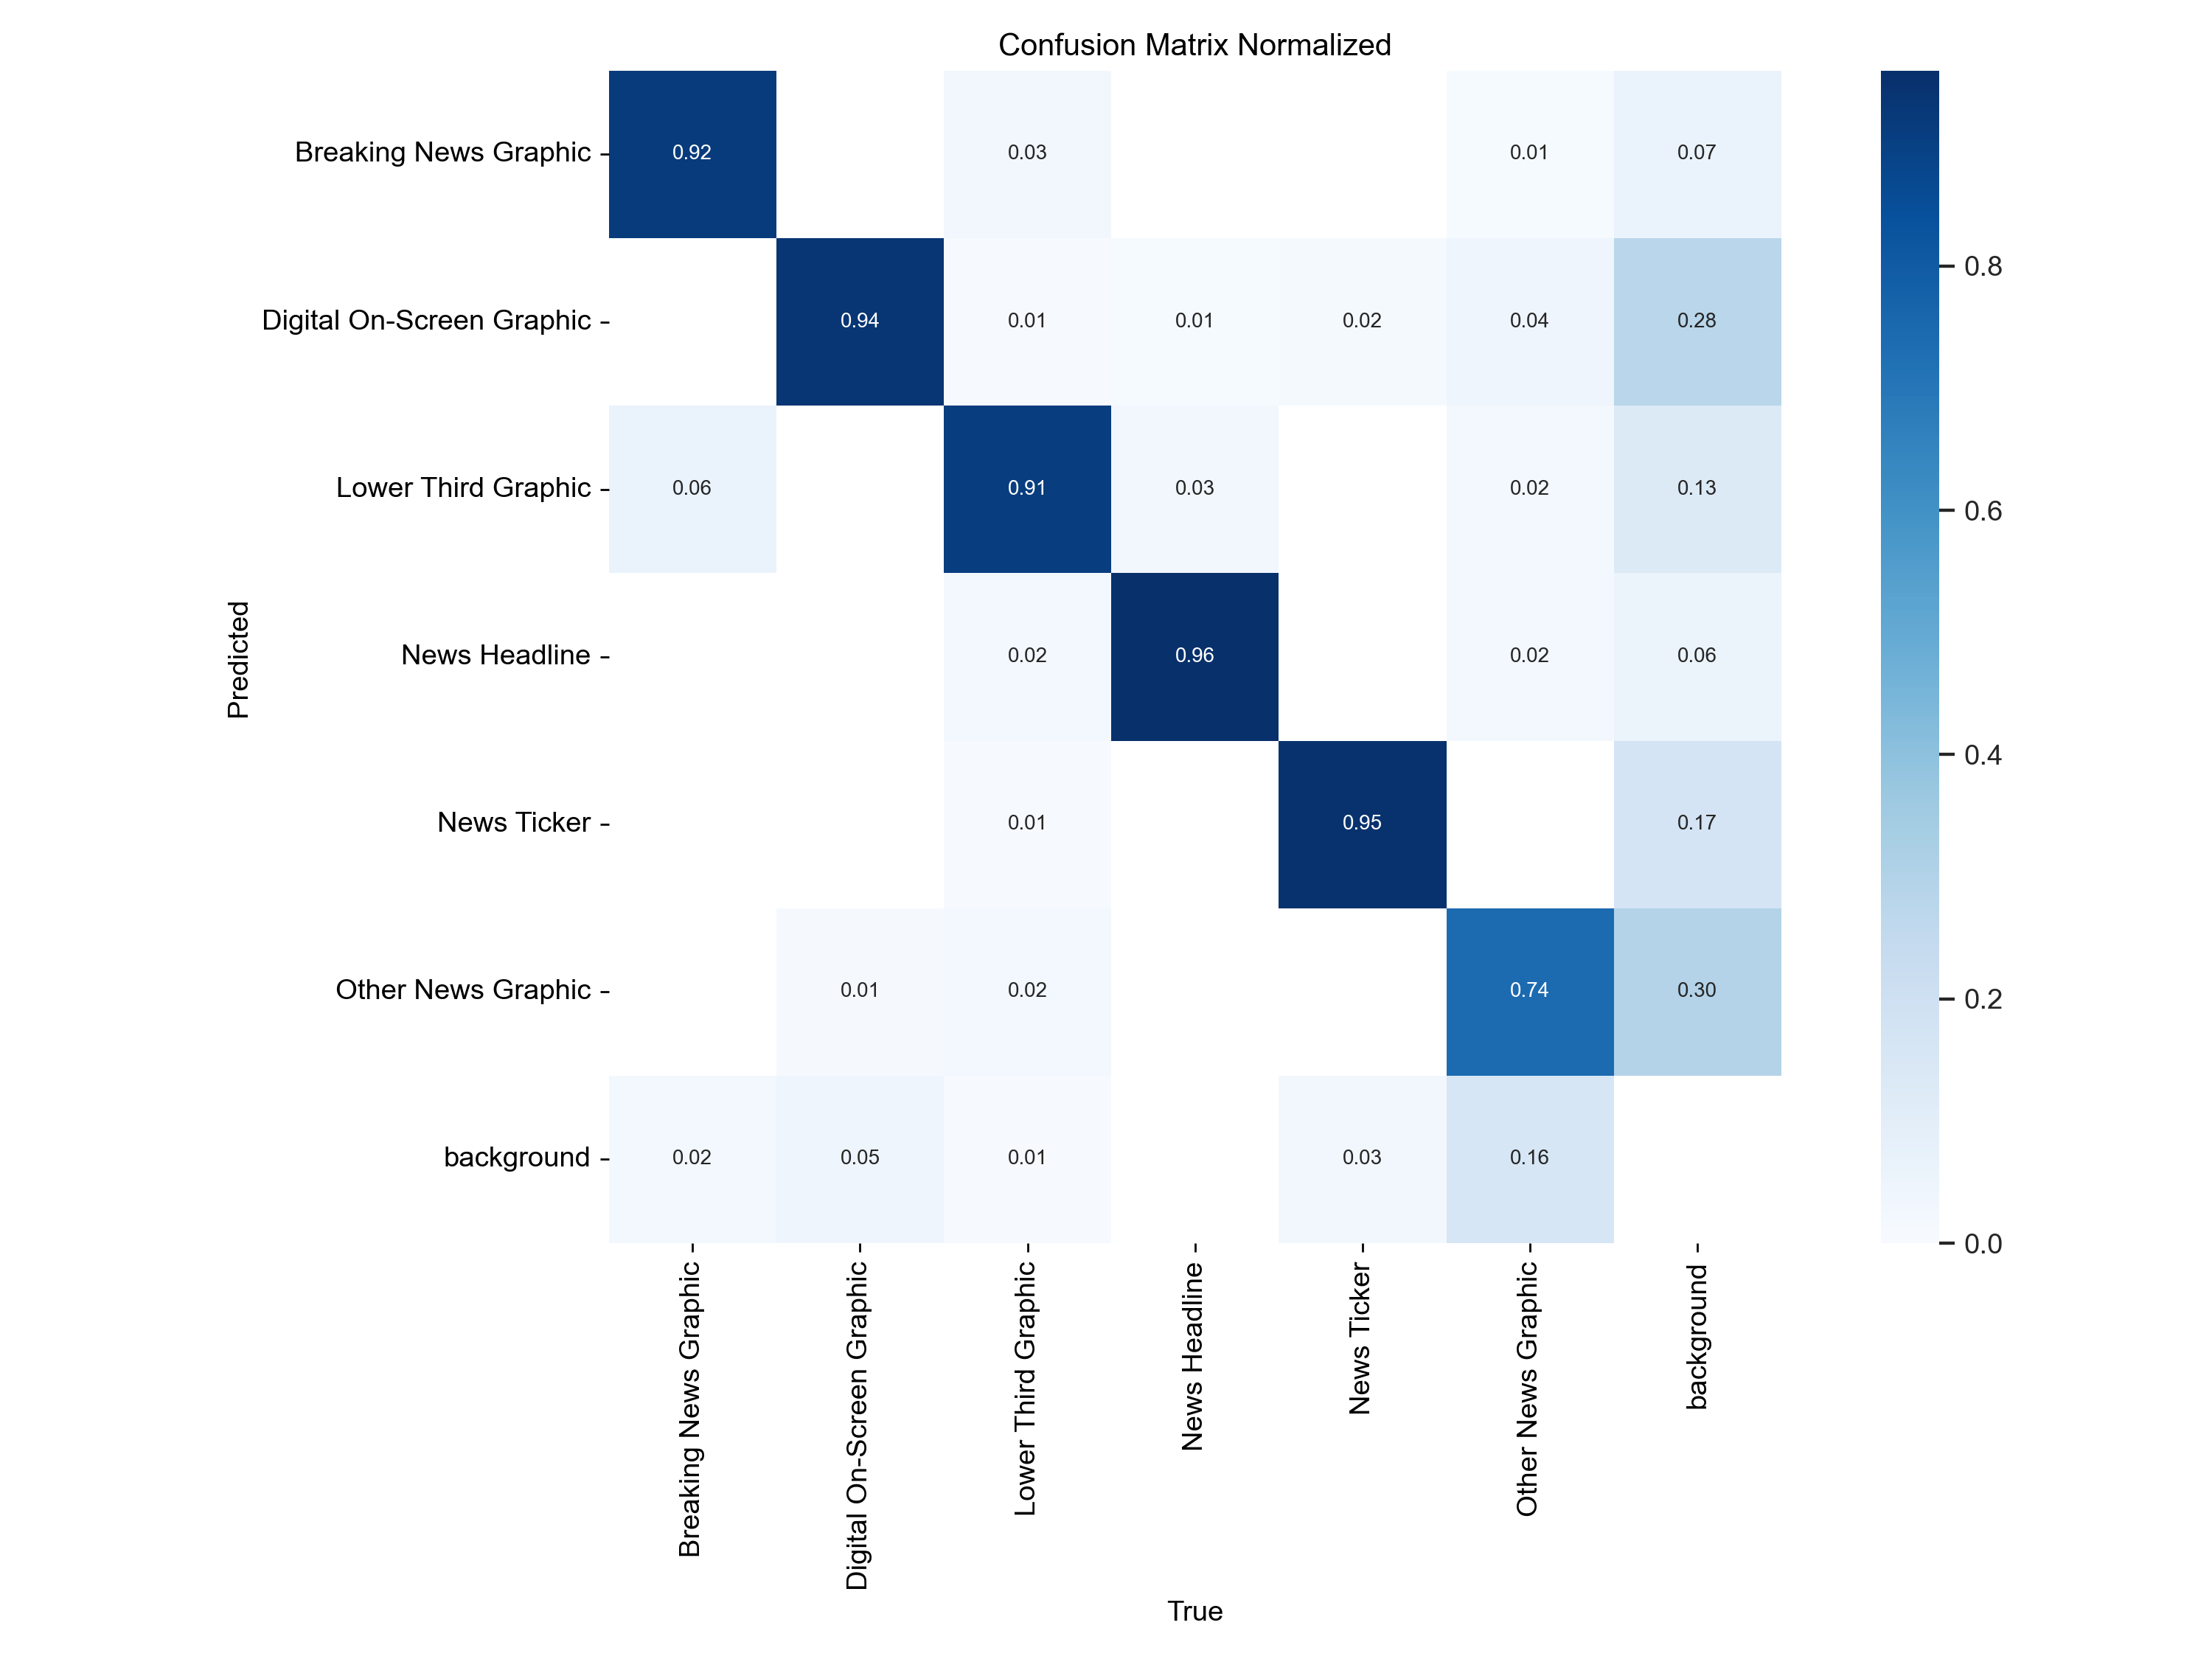 Confusion Matrix Normalized
Breaking News Graphic 0.92 0.03 0.01 0.07
0.8
Digital On-Screen Graphic 0.94 0.01 0.01 0.02 0.04 0.28
Lower Third Graphic 0.06 0.91 0.03 0.02 0.13
0.6
Predicted
News Headline 0.02 0.96 0.02 0.06
0.4
News Ticker 0.01 0.95 0.17
Other News Graphic 0.01 0.02 0.74 0.30
0.2
background 0.02 0.05 0.01 0.03 0.16
0.0
Breaking News Graphic
Digital On-Screen Graphic
Lower Third Graphic
News Headline
News Ticker
Other News Graphic
background
True